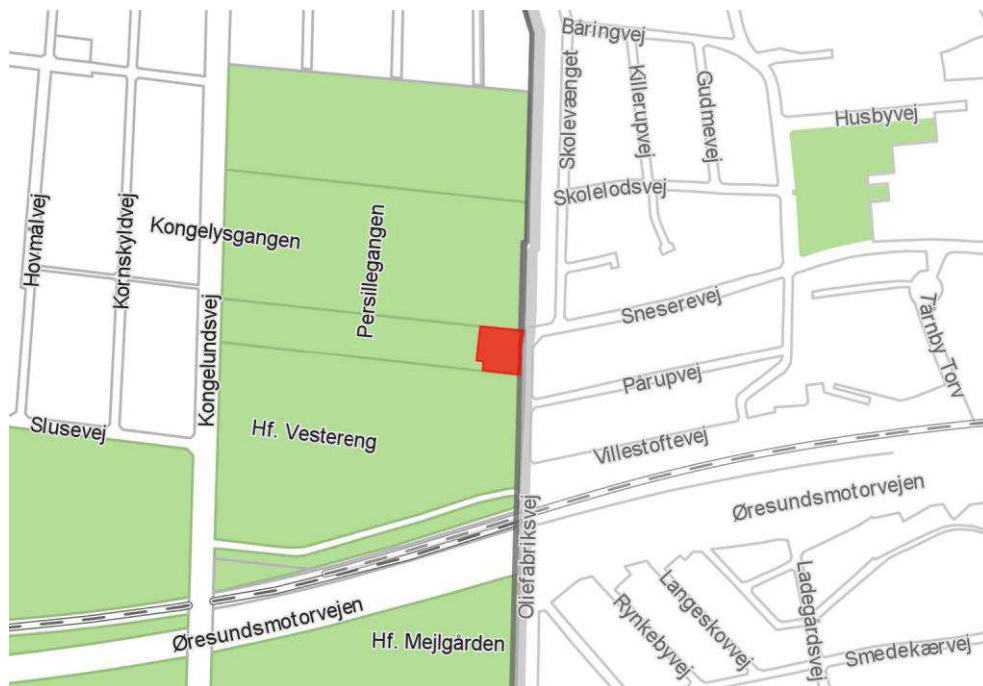 Båringvej
Skolevænget
Killerupvej
Gudmevej
Husbyvej
Skolelodsvej
Hovmålvej
Kornskyldvej
Kongelysgangen
Persillegangen
Kongelundsvej
Sneserevej
Tårnby Torv
Pårupvej
Slusevej
Hf. Vestereng
Villestoftevej
Øresundsmotorvejen
Oliefabriksvej
Øresundsmotorvejen
Hf. Mejlgården
Rynkebyvej
Langeskovvej
Ladegårdsvej
Smedekærvej